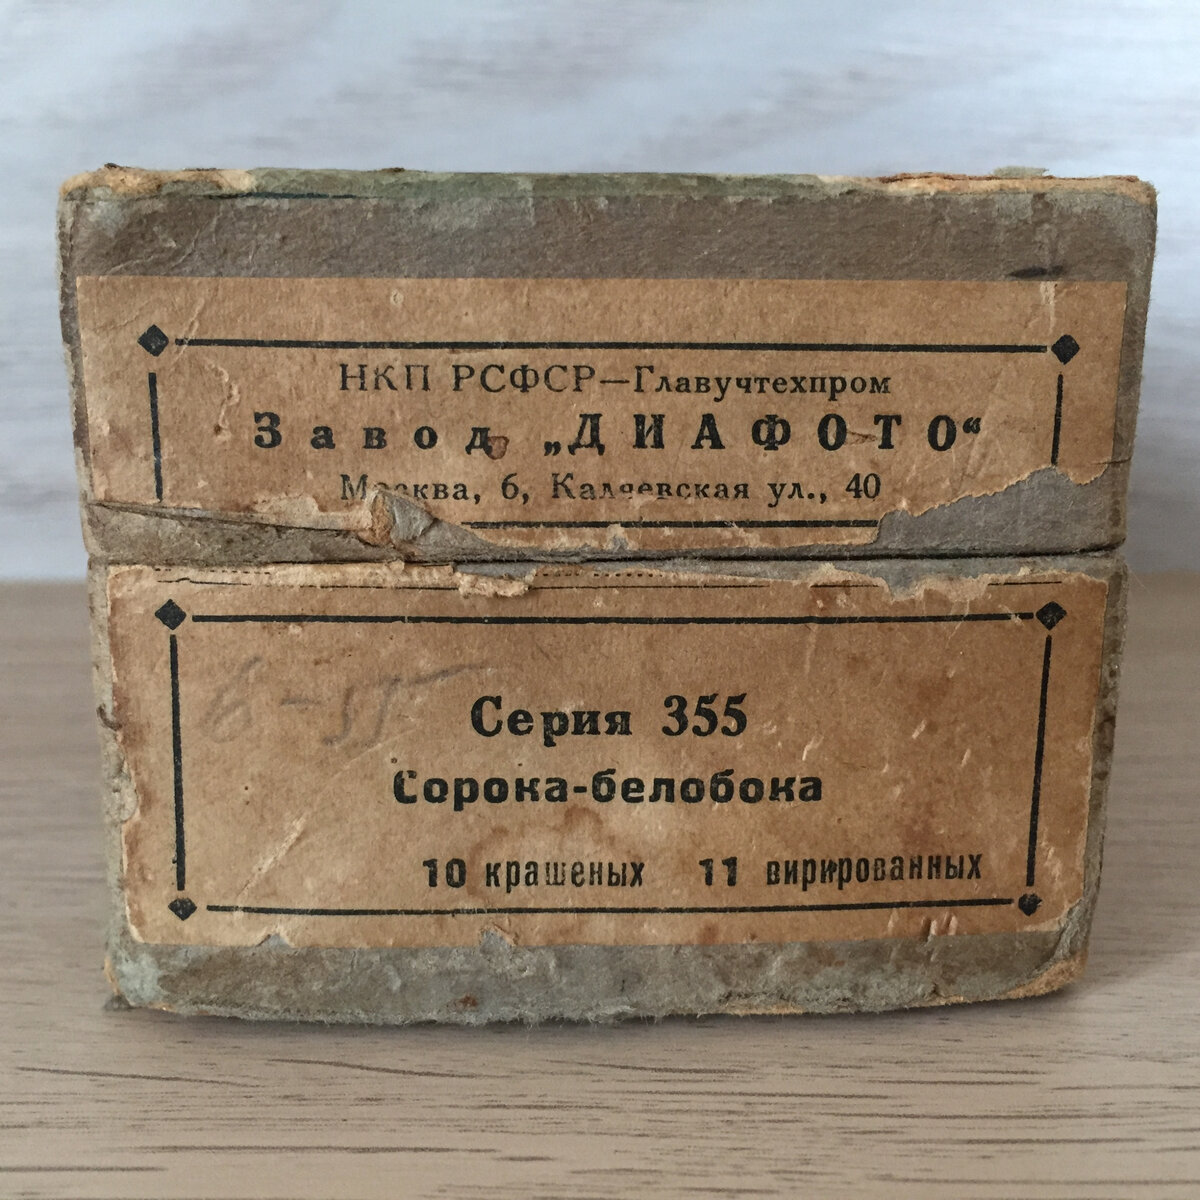 НКП РСФСР—Главучтехпром
Завод „ДИАФОТО“
Москва, 6, Каляевская ул., 40
6-55
Серия 355
Сорока-белобока
10 крашеных 11 вирированных